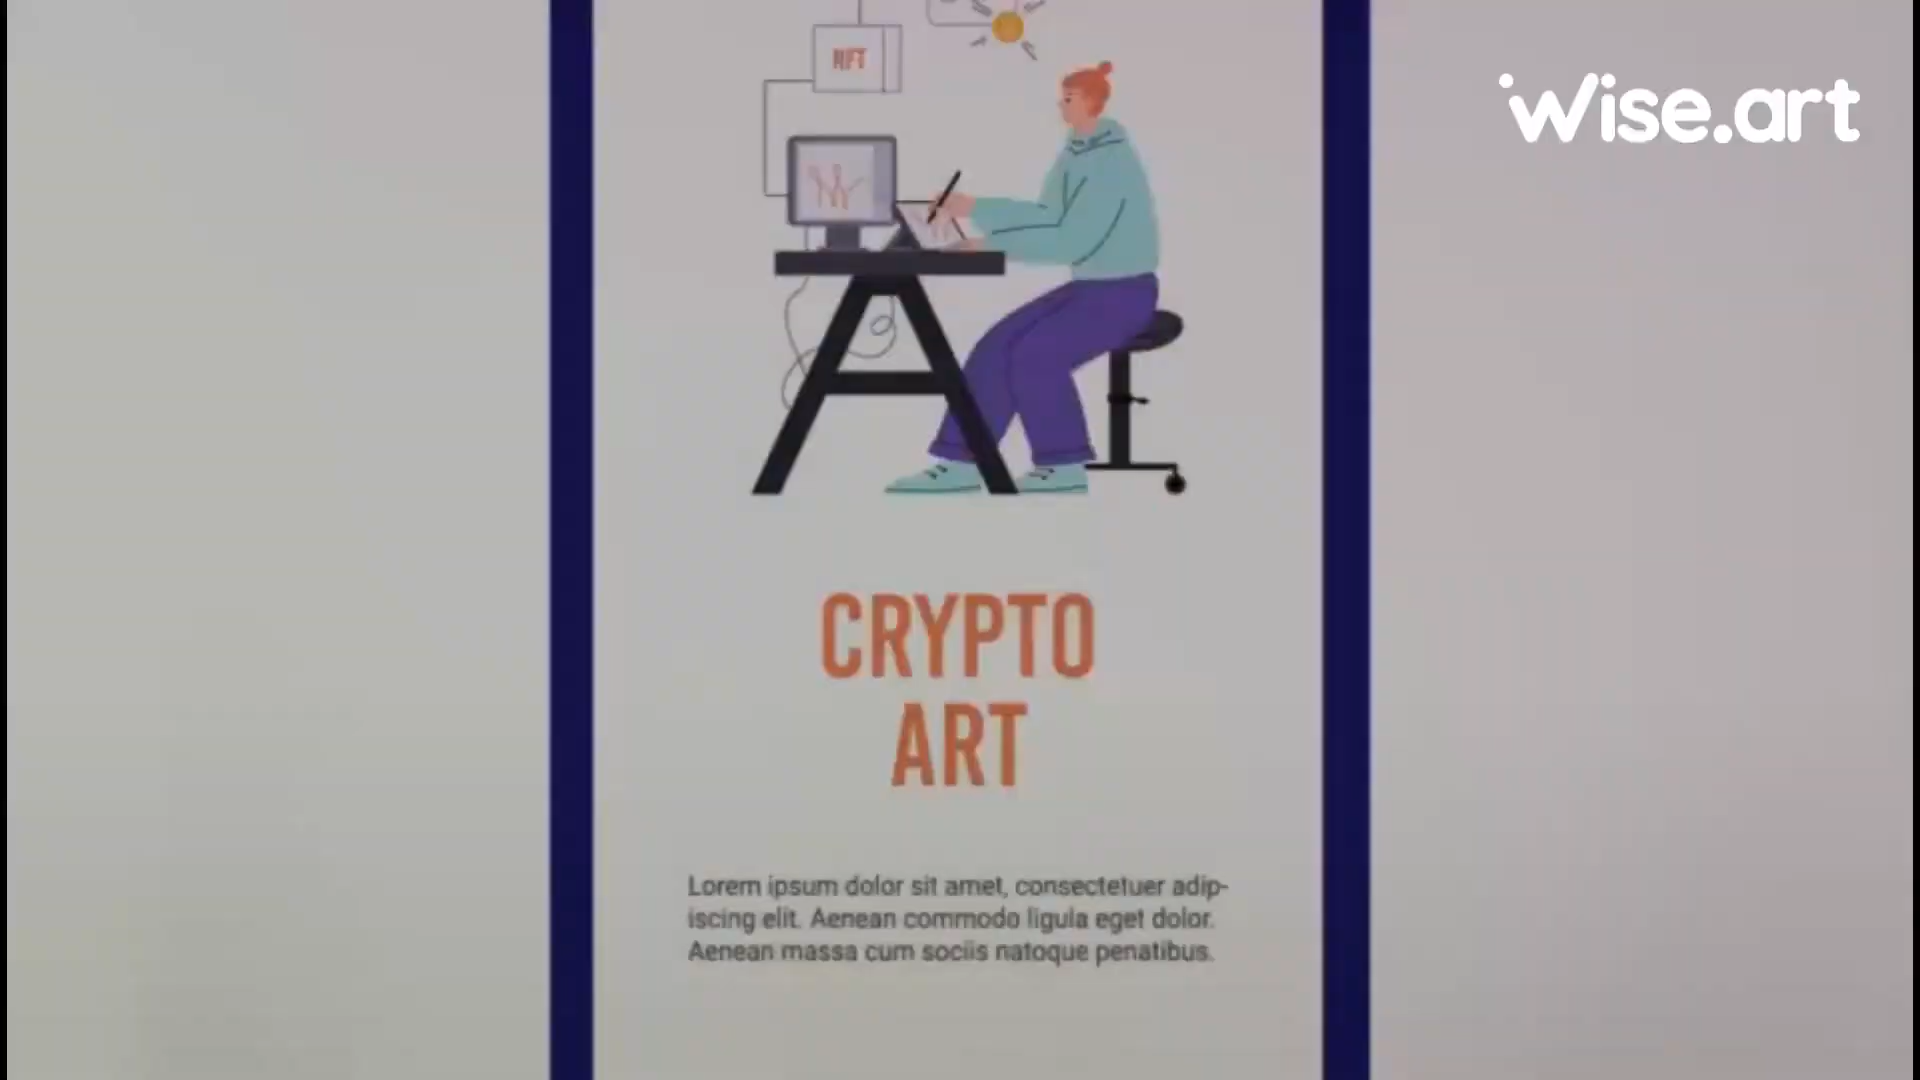 wise.art
NFT
CRYPTO
ART
Lorem ipsum dolor sit amet, consectetuer adip-
iscing elit. Aenean commodo ligula eget dolor.
Aenean massa cum sociis natoque penatibus.